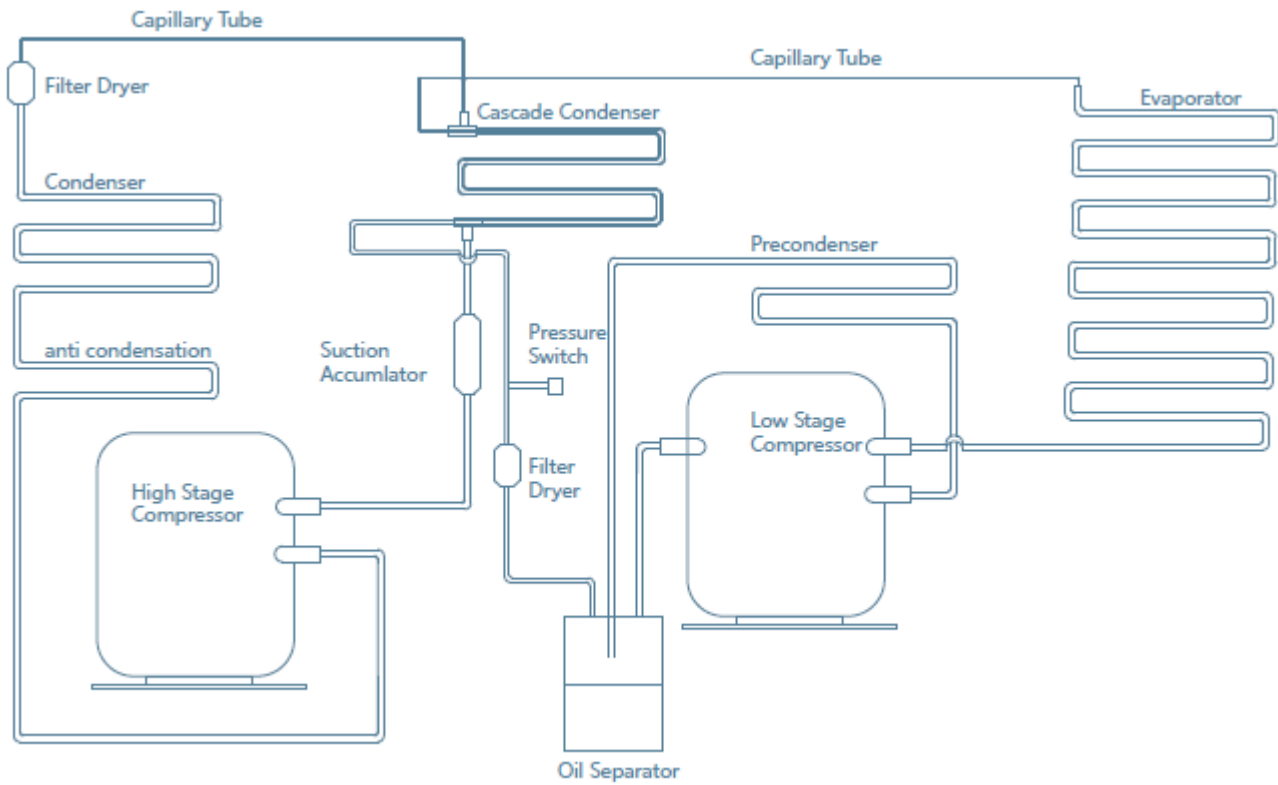 Capillary Tube
Capillary Tube
Filter Dryer
Evaporator
Cascade Condenser
Condenser
Precondenser
Pressure
Switch
anti condensation
Suction
Accumlator
Low Stage
Compressor
Filter
Dryer
High Stage
Compressor
Oil Separator